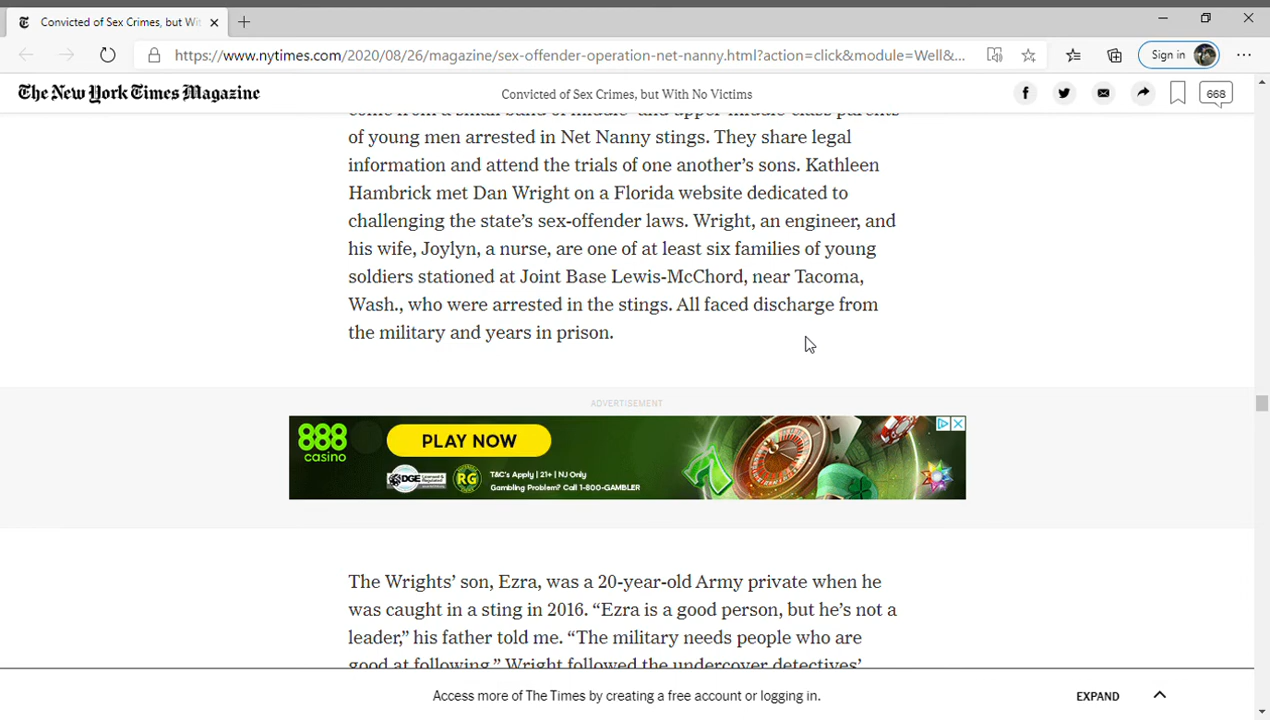 Convicted of Sex Crimes, but Wit
https://www.nytimes.com/2020/08/26/magazine/sex-offender-operation-net-nanny.html?action=click&module=Well&...
Sign in
The New York Times Magazine
Convicted of Sex Crimes, but With No Victims
668
come from a small band of middle- and upper-middle-class parents
of young men arrested in Net Nanny stings. They share legal
information and attend the trials of one another’s sons. Kathleen
Hambrick met Dan Wright on a Florida website dedicated to
challenging the state’s sex-offender laws. Wright, an engineer, and
his wife, Joylyn, a nurse, are one of at least six families of young
soldiers stationed at Joint Base Lewis-McChord, near Tacoma,
Wash., who were arrested in the stings. All faced discharge from
the military and years in prison.
ADVERTISEMENT
888
casino
PLAY NOW
DGE
RG
T&C's Apply | 21+ | NJ Only
Gambling Problem? Call 1-800-GAMBLER
The Wrights’ son, Ezra, was a 20-year-old Army private when he
was caught in a sting in 2016. “Ezra is a good person, but he’s not a
leader,” his father told me. “The military needs people who are
good at following.” Wright followed the undercover detectives’
Access more of The Times by creating a free account or logging in.
EXPAND